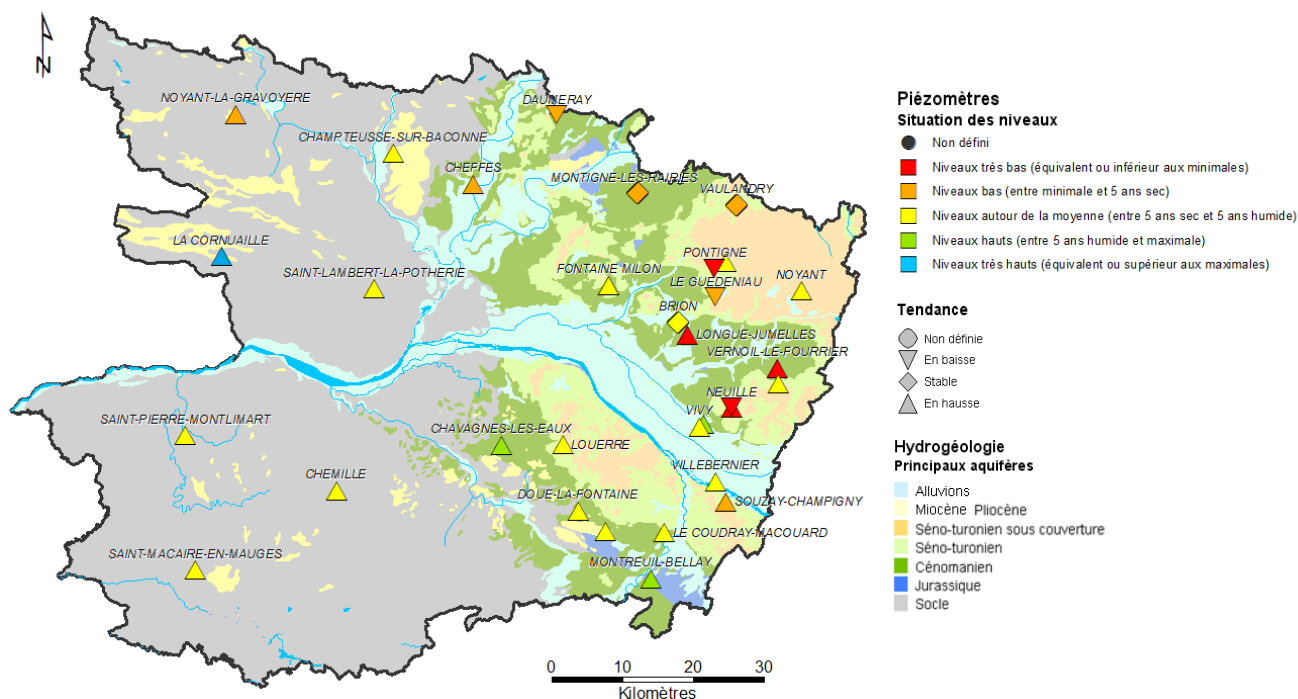 N
NOYANT-LA-GRAVOYERE
CHAMPTEUSSE-SUR-BACONNE
DAUMERAY
CHEFFES
MONTIGNE-LES-RAIRIES
VAULANDRY
LA CORNUAILLE
SAINT-LAMBERT-LA-POTHERIE
FONTAINE MILON
PONTIGNE
LE GUEDENIAU
NOYANT
BRION
LONGUE-JUMELLES
VERNOIL-LE-FOURRIER
NEUILLE
VIVY
SAINT-PIERRE-MONTLIMART
CHAVAGNES-LES-EAUX
LOUERRE
CHEMILLE
VILLEBERNIER
SOUZAY-CHAMPIGNY
DOUE-LA-FONTAINE
LE COUDRAY-MACOUARD
SAINT-MACAIRE-EN-MAUGES
MONTREUIL-BELLAY
0 10 20 30
Kilomètres
Piézomètres
Situation des niveaux
Non défini
Niveaux très bas (équivalent ou inférieur aux minimales)
Niveaux bas (entre minimale et 5 ans sec)
Niveaux autour de la moyenne (entre 5 ans sec et 5 ans humide)
Niveaux hauts (entre 5 ans humide et maximale)
Niveaux très hauts (équivalent ou supérieur aux maximales)
Tendance
Non définie
En baisse
Stable
En hausse
Hydrogéologie
Principaux aquifères
Alluvions
Miocène Pliocène
Séno-turonien sous couverture
Séno-turonien
Cénomanien
Jurassique
Socle